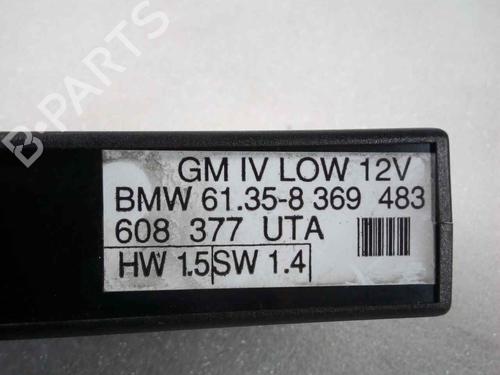 B-PARTS
GM IV LOW 12V
BMW 61.35-8 369 483
608 377 UTA
HW 1.5 SW 1.4